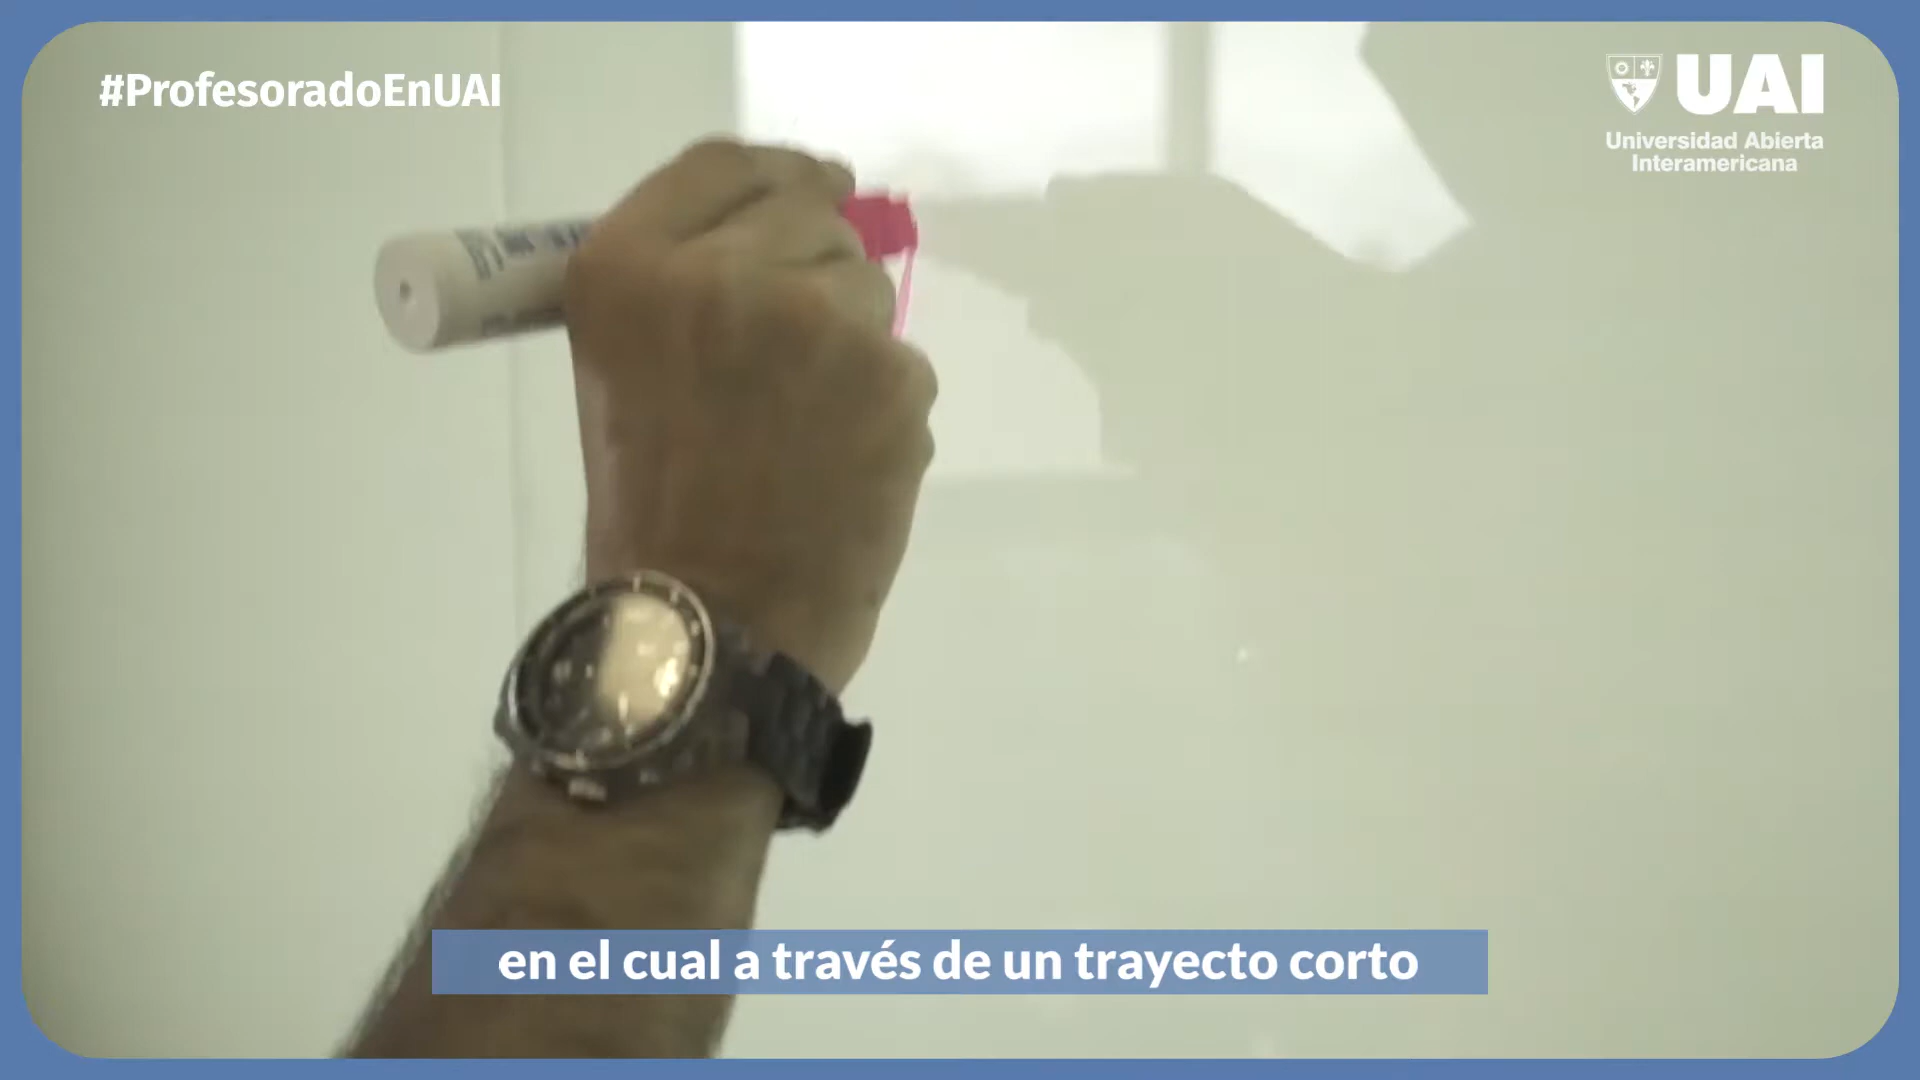 #ProfesoradoEnUAI
UAI
Universidad Abierta
Interamericana
en el cual a través de un trayecto corto